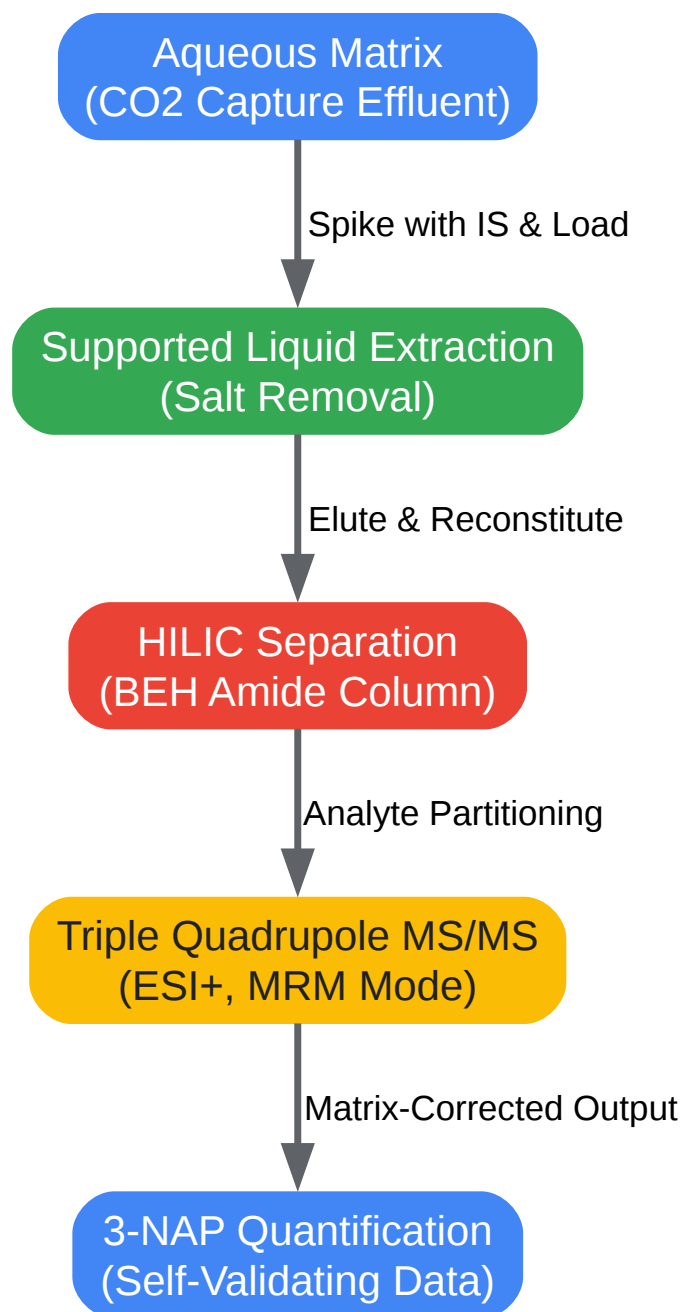 Aqueous Matrix
(CO2 Capture Effluent)
Spike with IS & Load
Supported Liquid Extraction
(Salt Removal)
Elute & Reconstitute
HILIC Separation
(BEH Amide Column)
Analyte Partitioning
Triple Quadrupole MS/MS
(ESI+, MRM Mode)
Matrix-Corrected Output
3-NAP Quantification
(Self-Validating Data)